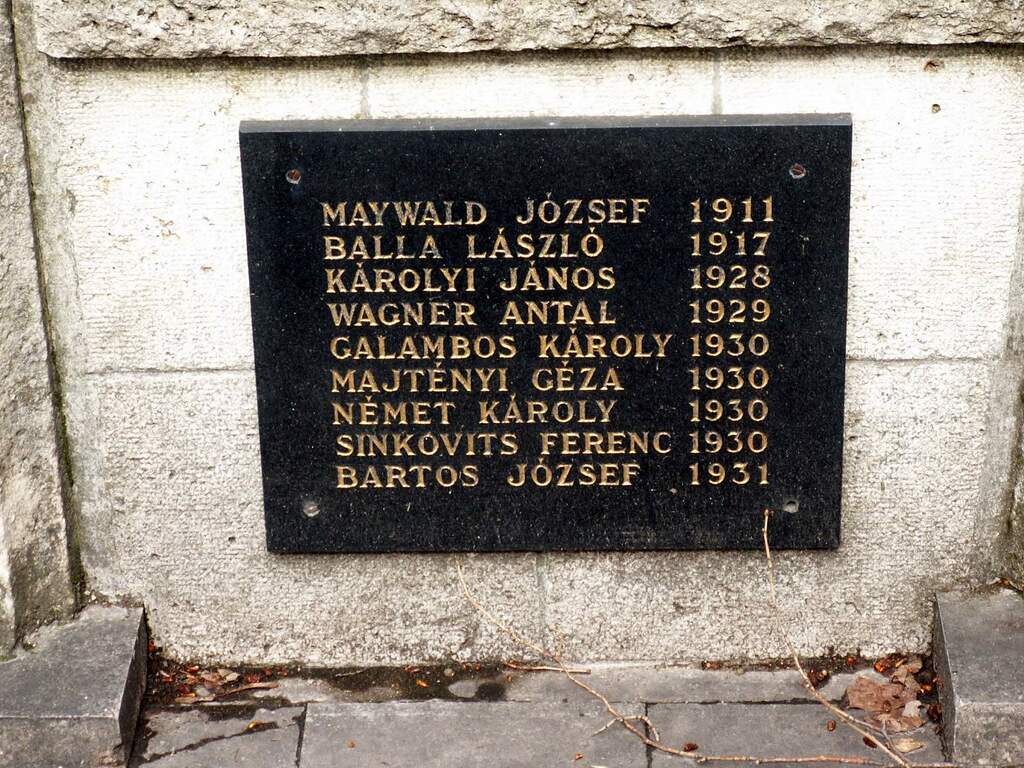 MAYWALD JÓZSEF 1911
BALLA LÁSZLÓ 1917
KÁROLYI JÁNOS 1928
WAGNER ANTAL 1929
GALAMBOS KÁROLY 1930
MAJTÉNYI GÉZA 1930
NÉMET KÁROLY 1930
SINKOVITS FERENC 1930
BARTOS JÓZSEF 1931